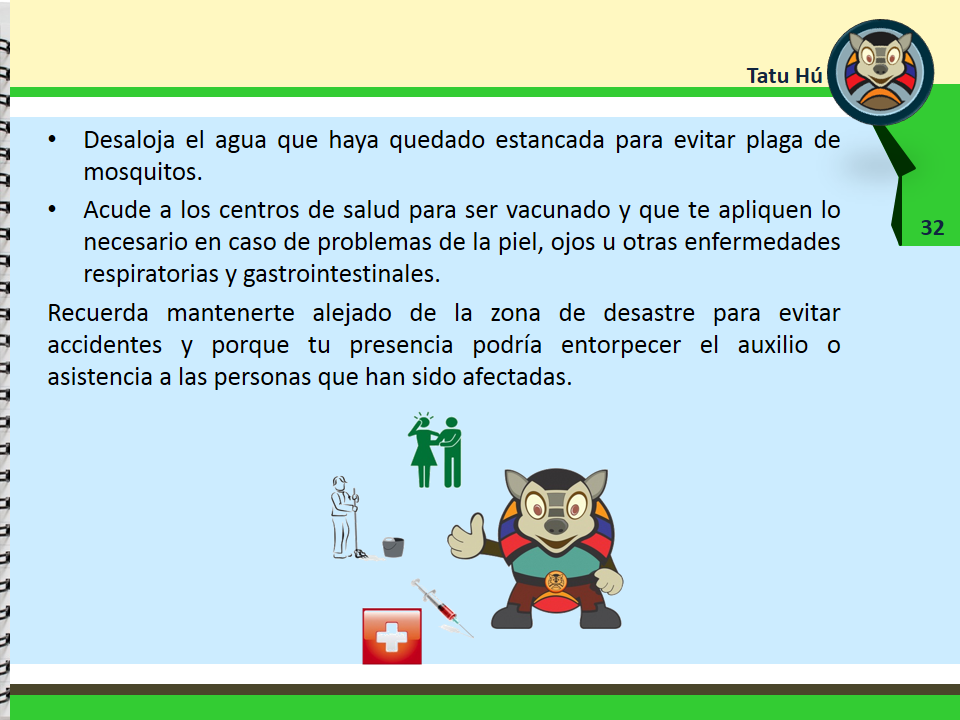 Tatu Hú
• Desaloja el agua que haya quedado estancada para evitar plaga de
mosquitos.
• Acude a los centros de salud para ser vacunado y que te apliquen lo
necesario en caso de problemas de la piel, ojos u otras enfermedades
respiratorias y gastrointestinales.
32
Recuerda mantenerte alejado de la zona de desastre para evitar
accidentes y porque tu presencia podría entorpecer el auxilio o
asistencia a las personas que han sido afectadas.